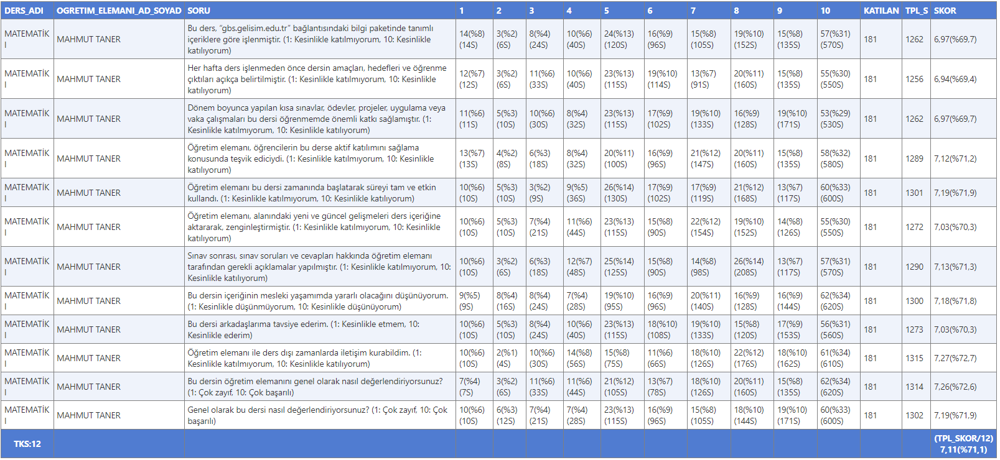 DERS_ADI OGRETIM_ELEMANI_AD_SOYAD SORU 1 2 3 4 5 6 7 8 9 10 KATILAN TPL_S SKOR
MATEMATİK I MAHMUT TANER Bu ders, “gbs.gelisim.edu.tr” bağlantısındaki bilgi paketinde tanımlı içeriklere göre işlenmiştir. (1: Kesinlikle katılmıyorum, 10: Kesinlikle katılıyorum) 14(%8) (14S) 3(%2) (6S) 8(%4) (24S) 10(%6) (40S) 24(%13) (120S) 16(%9) (96S) 15(%8) (105S) 19(%10) (152S) 15(%8) (135S) 57(%31) (570S) 181 1262 6,97(%69,7)
MATEMATİK I MAHMUT TANER Her hafta ders işlenmeden önce dersin amaçları, hedefleri ve öğrenme çıktıları açıkça belirtilmiştir. (1: Kesinlikle katılmıyorum, 10: Kesinlikle katılıyorum) 12(%7) (12S) 3(%2) (6S) 11(%6) (33S) 10(%6) (40S) 23(%13) (115S) 19(%10) (114S) 13(%7) (91S) 20(%11) (160S) 15(%8) (135S) 55(%30) (550S) 181 1256 6,94(%69,4)
MATEMATİK I MAHMUT TANER Dönem boyunca yapılan kısa sınavlar, ödevler, projeler, uygulama veya vaka çalışmaları bu dersi öğrenmemde önemli katkı sağlamıştır. (1: Kesinlikle katılmıyorum, 10: Kesinlikle katılıyorum) 11(%6) (11S) 5(%3) (10S) 10(%6) (30S) 8(%4) (32S) 23(%13) (115S) 17(%9) (102S) 19(%10) (133S) 16(%9) (128S) 19(%10) (171S) 53(%29) (530S) 181 1262 6,97(%69,7)
MATEMATİK I MAHMUT TANER Öğretim elemanı, öğrencilerin bu derse aktif katılımını sağlama konusunda teşvik ediciydi. (1: Kesinlikle katılmıyorum, 10: Kesinlikle katılıyorum) 13(%7) (13S) 4(%2) (8S) 6(%3) (18S) 8(%4) (32S) 20(%11) (100S) 16(%9) (96S) 21(%12) (147S) 20(%11) (160S) 15(%8) (135S) 58(%32) (580S) 181 1289 7,12(%71,2)
MATEMATİK I MAHMUT TANER Öğretim elemanı bu dersi zamanında başlatarak süreyi tam ve etkin kullandı. (1: Kesinlikle katılmıyorum, 10: Kesinlikle katılıyorum) 10(%6) (10S) 5(%3) (10S) 3(%2) (9S) 9(%5) (36S) 26(%14) (130S) 17(%9) (102S) 17(%9) (119S) 21(%12) (168S) 13(%7) (117S) 60(%33) (600S) 181 1301 7,19(%71,9)
MATEMATİK I MAHMUT TANER Öğretim elemanı, alanındaki yeni ve güncel gelişmeleri ders içeriğine aktararak, zenginleştirmiştir. (1: Kesinlikle katılmıyorum, 10: Kesinlikle katılıyorum) 10(%6) (10S) 5(%3) (10S) 7(%4) (21S) 11(%6) (44S) 23(%13) (115S) 15(%8) (90S) 22(%12) (154S) 19(%10) (152S) 14(%8) (126S) 55(%30) (550S) 181 1272 7,03(%70,3)
MATEMATİK I MAHMUT TANER Sınav sonrası, sınav soruları ve cevapları hakkında öğretim elemanı tarafından gerekli açıklamalar yapılmıştır. (1: Kesinlikle katılmıyorum, 10: Kesinlikle katılıyorum) 10(%6) (10S) 3(%2) (6S) 6(%3) (18S) 12(%7) (48S) 25(%14) (125S) 15(%8) (90S) 14(%8) (98S) 26(%14) (208S) 13(%7) (117S) 57(%31) (570S) 181 1290 7,13(%71,3)
MATEMATİK I MAHMUT TANER Bu dersin içeriğinin mesleki yaşamımda yararlı olacağını düşünüyorum. (1: Kesinlikle düşünmüyorum, 10: Kesinlikle düşünüyorum) 9(%5) (9S) 8(%4) (16S) 8(%4) (24S) 7(%4) (28S) 19(%10) (95S) 16(%9) (96S) 20(%11) (140S) 16(%9) (128S) 16(%9) (144S) 62(%34) (620S) 181 1300 7,18(%71,8)
MATEMATİK I MAHMUT TANER Bu dersi arkadaşlarıma tavsiye ederim. (1: Kesinlikle etmem, 10: Kesinlikle ederim) 10(%6) (10S) 5(%3) (10S) 8(%4) (24S) 10(%6) (40S) 23(%13) (115S) 18(%10) (108S) 19(%10) (133S) 15(%8) (120S) 17(%9) (153S) 56(%31) (560S) 181 1273 7,03(%70,3)
MATEMATİK I MAHMUT TANER Öğretim elemanı ile ders dışı zamanlarda iletişim kurabildim. (1: Kesinlikle katılmıyorum, 10: Kesinlikle katılıyorum) 10(%6) (10S) 2(%1) (4S) 10(%6) (30S) 14(%8) (56S) 15(%8) (75S) 11(%6) (66S) 18(%10) (126S) 22(%12) (176S) 18(%10) (162S) 61(%34) (610S) 181 1315 7,27(%72,7)
MATEMATİK I MAHMUT TANER Bu dersin öğretim elemanını genel olarak nasıl değerlendiriyorsunuz? (1: Çok zayıf, 10: Çok başarılı) 7(%4) (7S) 3(%2) (6S) 11(%6) (33S) 11(%6) (44S) 21(%12) (105S) 13(%7) (78S) 18(%10) (126S) 20(%11) (160S) 15(%8) (135S) 62(%34) (620S) 181 1314 7,26(%72,6)
MATEMATİK I MAHMUT TANER Genel olarak bu dersi nasıl değerlendiriyorsunuz? (1: Çok zayıf, 10: Çok başarılı) 10(%6) (10S) 6(%3) (12S) 7(%4) (21S) 7(%4) (28S) 23(%13) (115S) 16(%9) (96S) 15(%8) (105S) 18(%10) (144S) 19(%10) (171S) 60(%33) (600S) 181 1302 7,19(%71,9)
TKS:12 (TPL_SKOR/12) 7,11(%71,1)